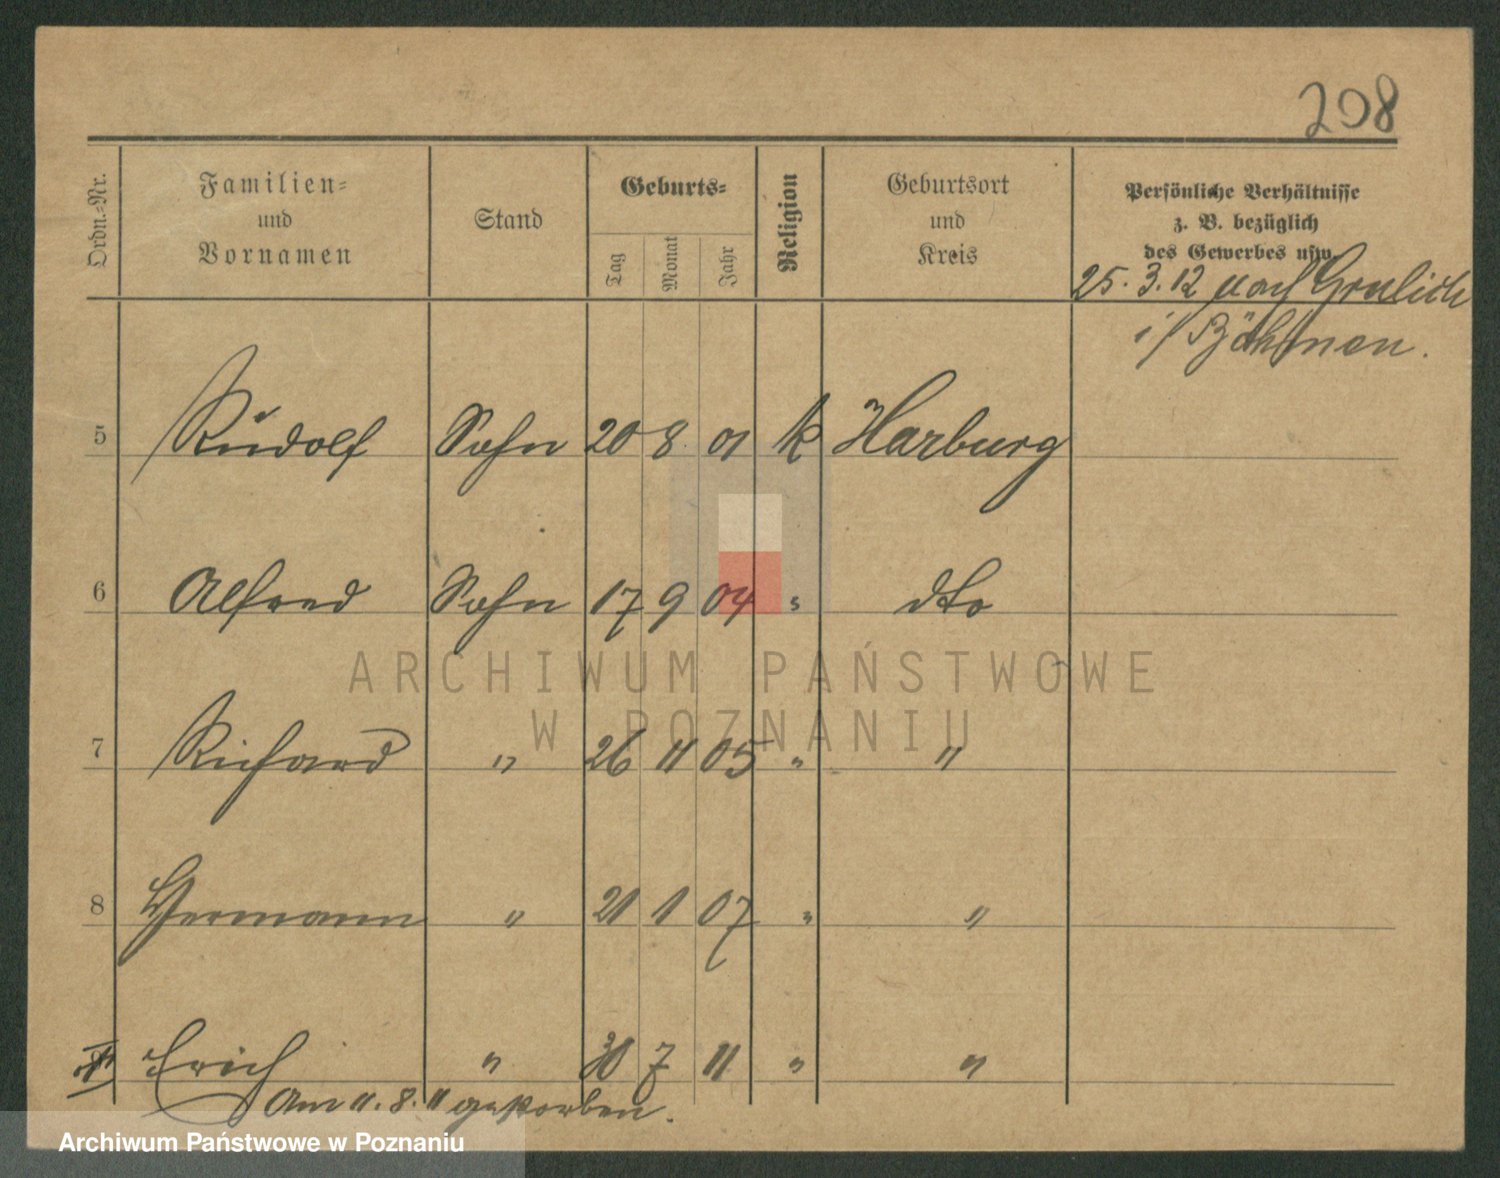 208
Ordn.-Nr.
Familien-
und
Vornamen
Stand
Geburts-
Tag
Monat
Jahr
Religion
Geburtsort
und
Kreis
Persönliche Verhältnisse
z. B. bezüglich
des Gewerbes usw.
25. 3. 12 nach Grulich
i/ Böhmen.
5 Rudolf Sohn 20 8. 01 k Harburg
6 Alfred Sohn 17 9 04 " dto
7 Richard " 26 11 05 " "
8 Hermann " 21 1 07 " "
Erich " 30 7 11 " "
Am 11. 8. 11 gestorben.
ARCHIWUM PAŃSTWOWE
W POZNANIU
Archiwum Państwowe w Poznaniu